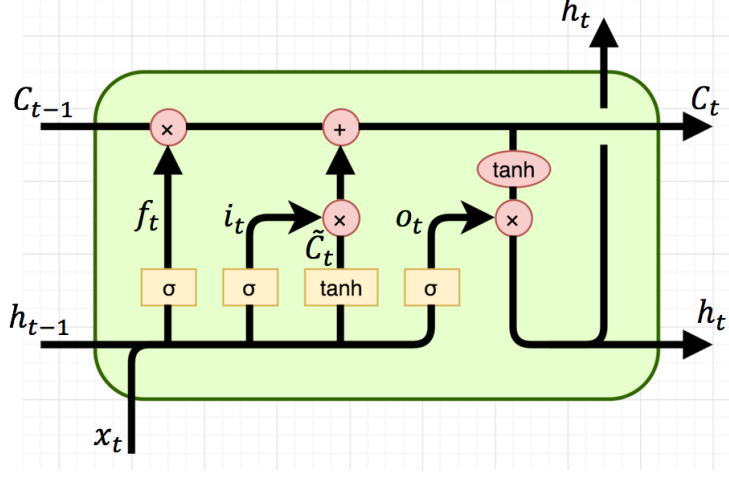 h_t
C_{t-1}
C_t
×
+
tanh
f_t
i_t
×
o_t
×
C̃_t
σ
σ
tanh
σ
h_{t-1}
h_t
x_t